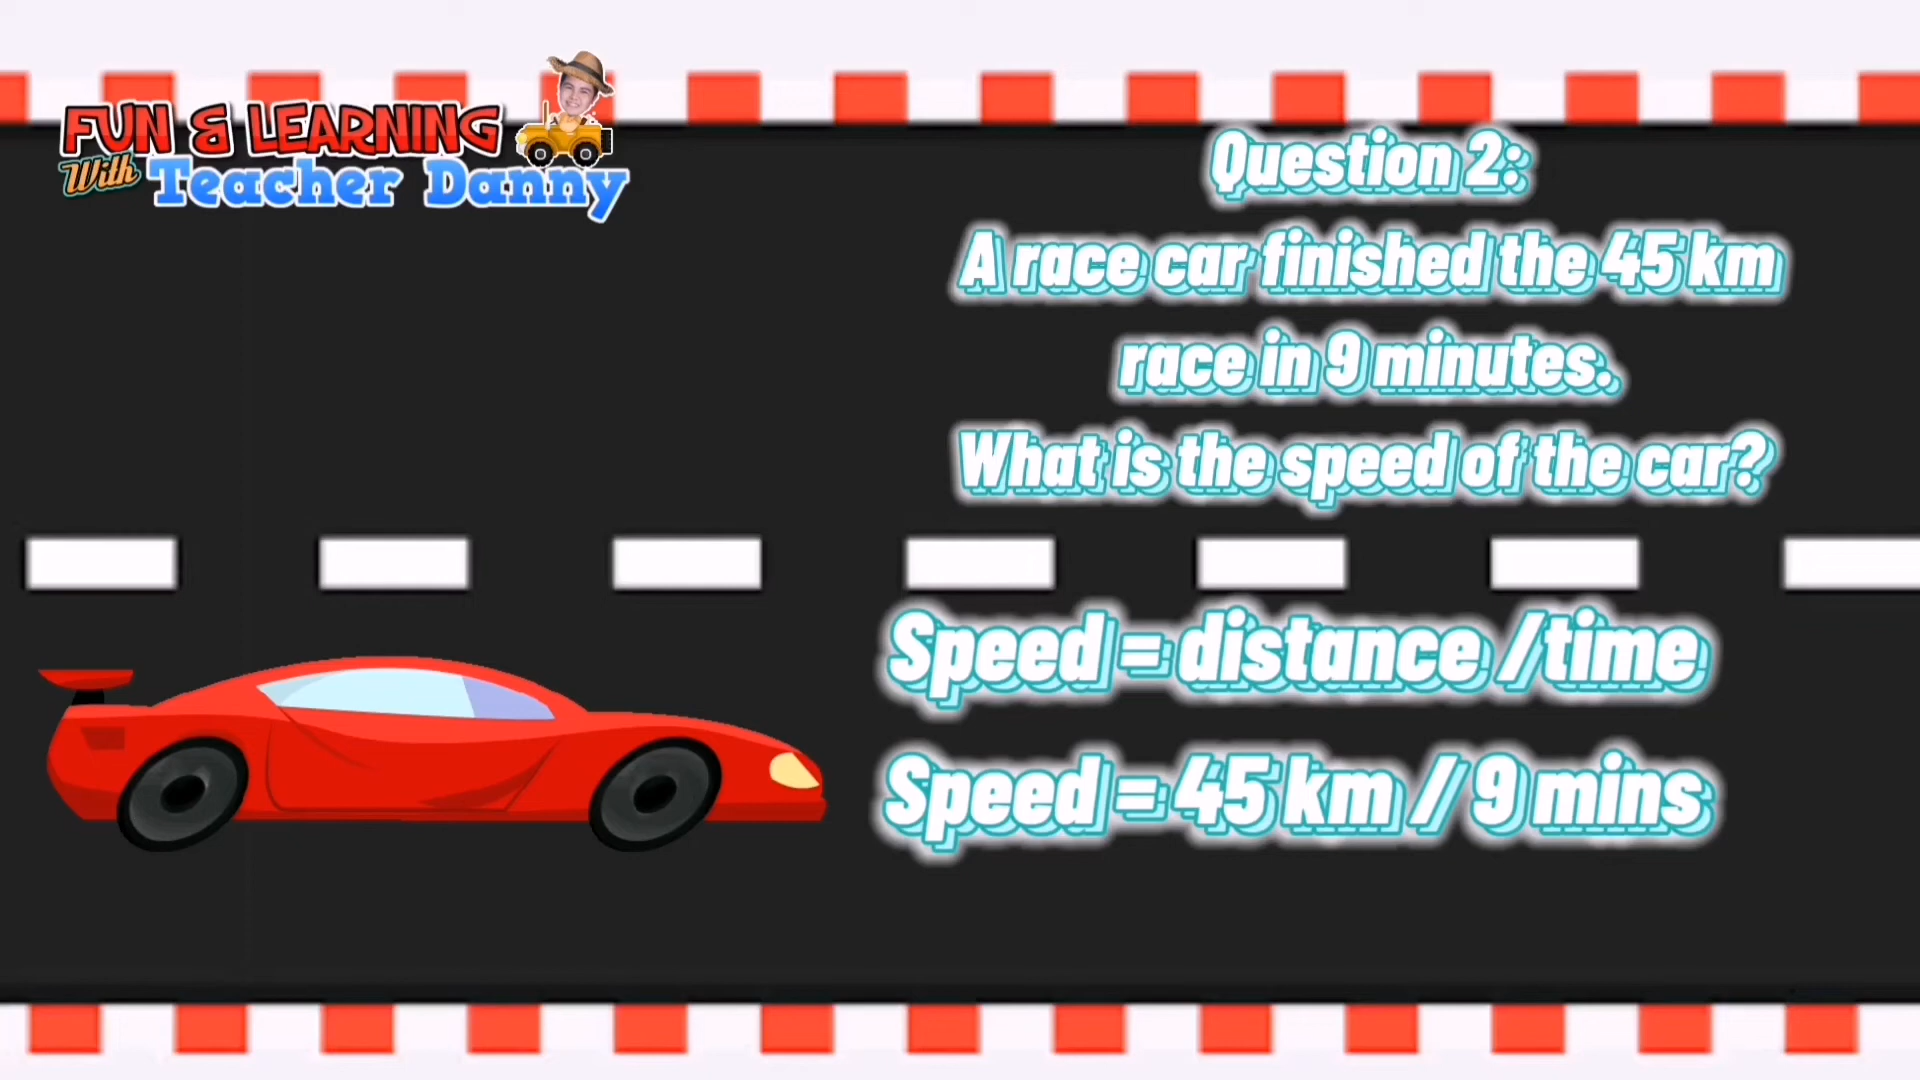 FUN & LEARNING
With Teacher Danny
Question 2:
A race car finished the 45 km
race in 9 minutes.
What is the speed of the car?
Speed = distance /time
Speed = 45 km / 9 mins